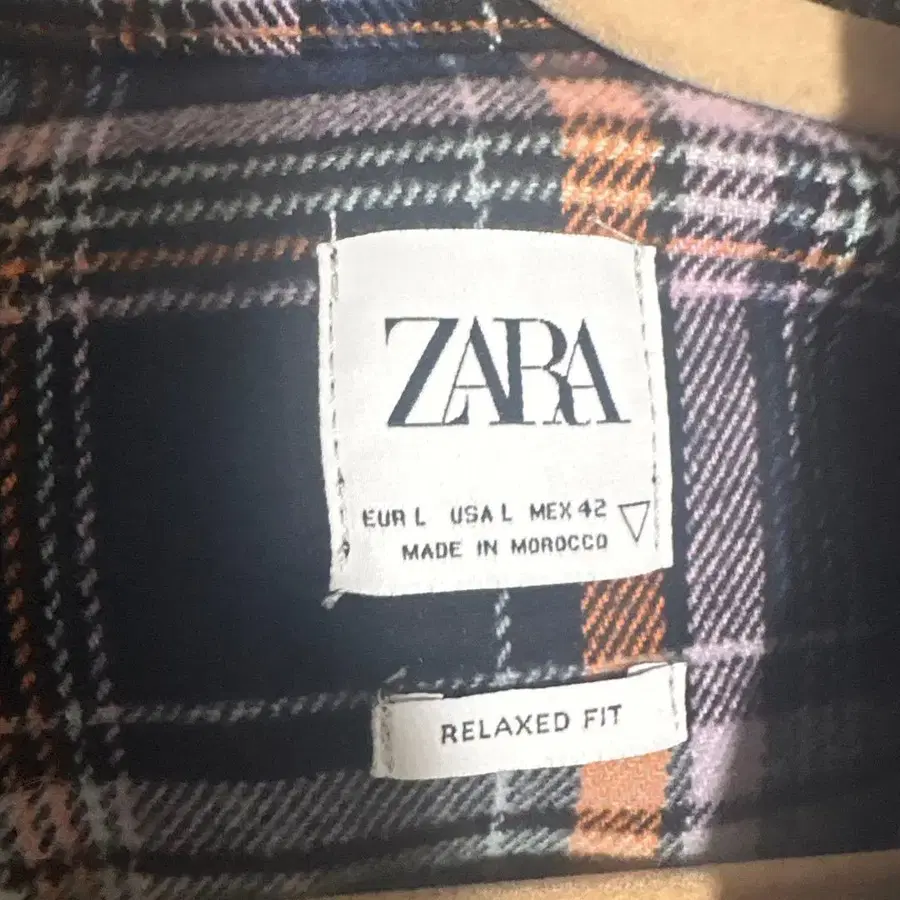 ZARA
EUR L USA L MEX 42
MADE IN MOROCCO
RELAXED FIT